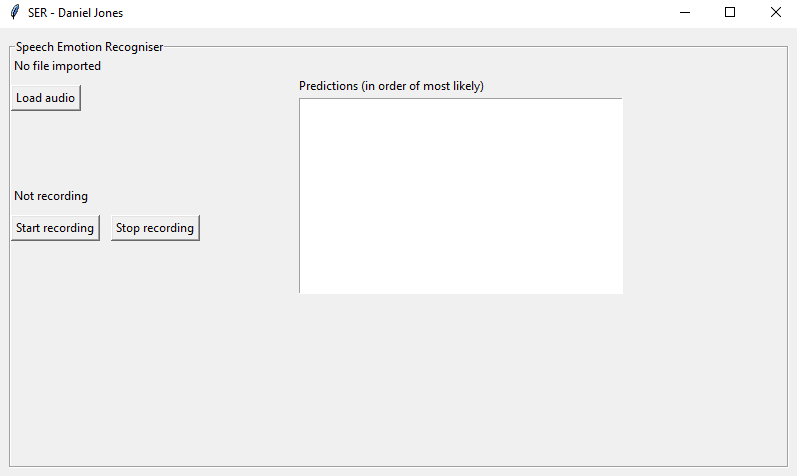 SER - Daniel Jones
Speech Emotion Recogniser
No file imported
Load audio
Predictions (in order of most likely)
Not recording
Start recording
Stop recording